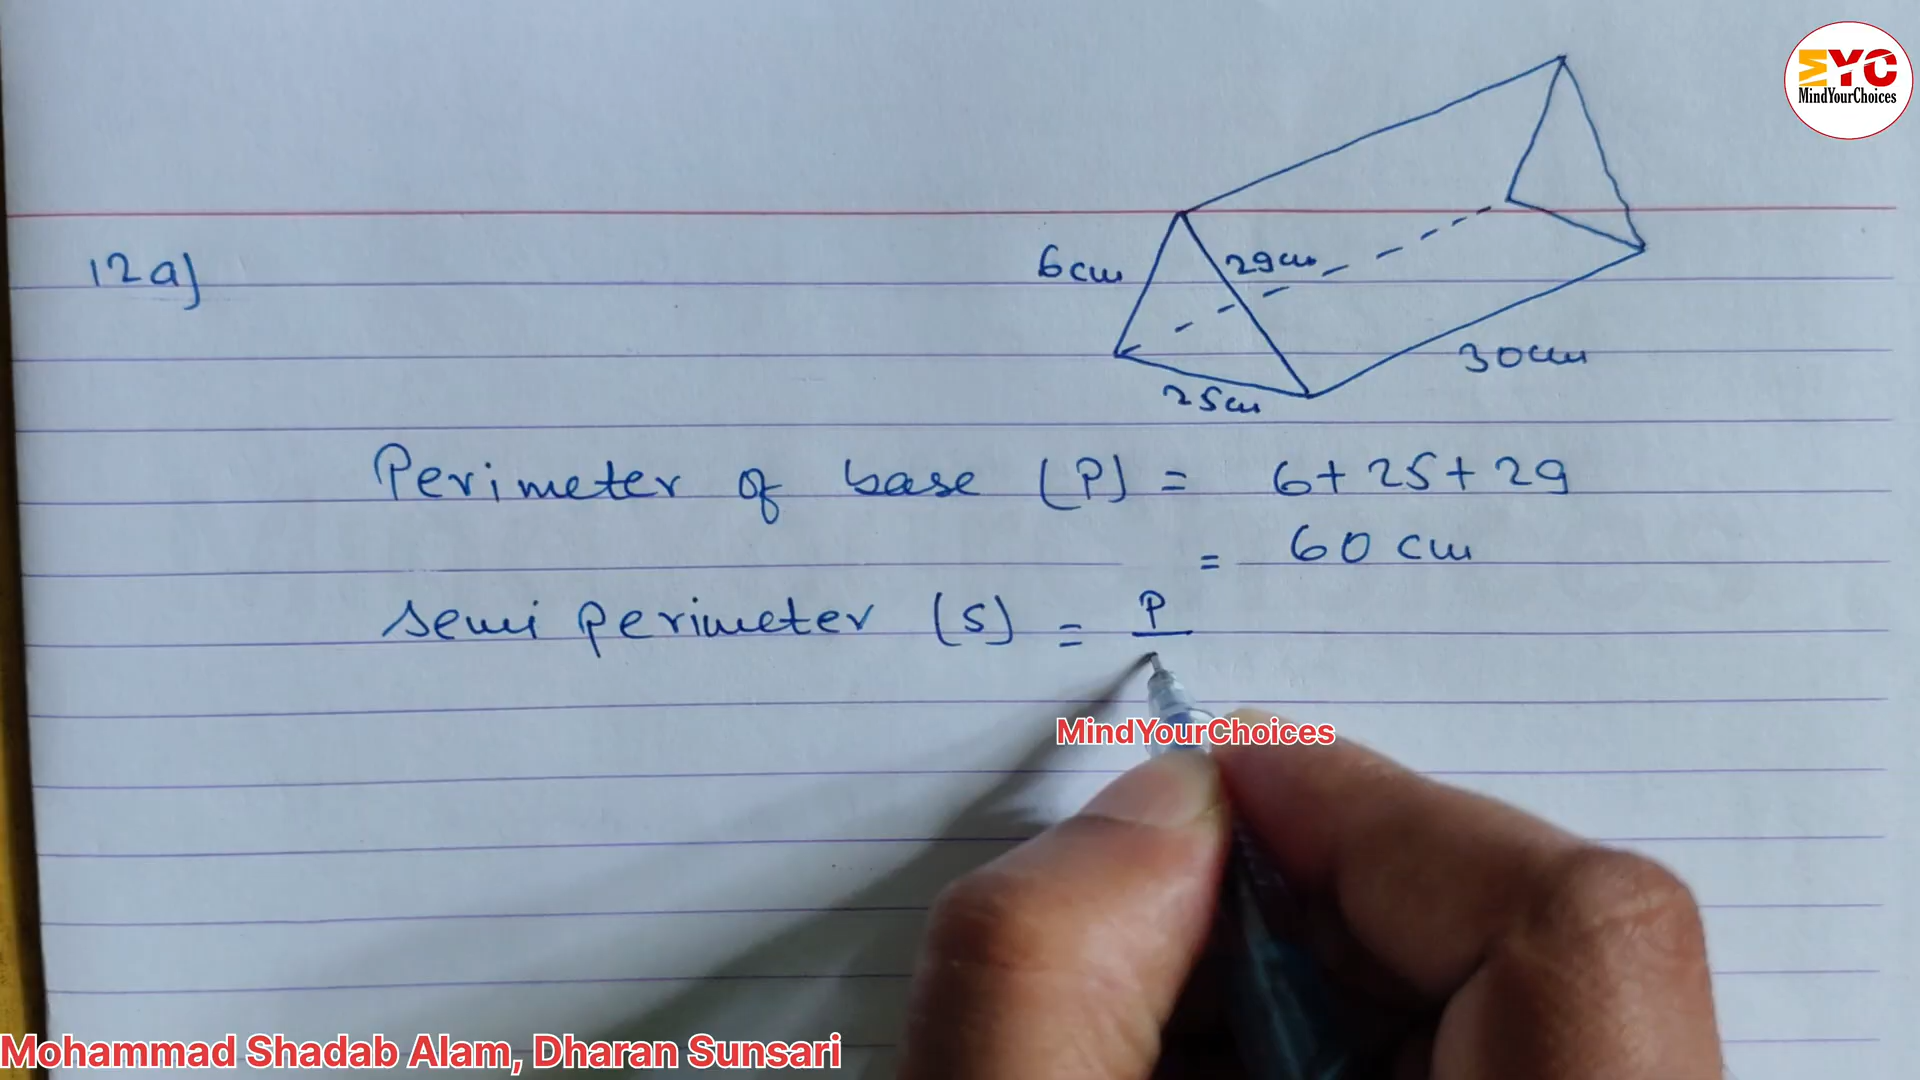 MYC
MindYourChoices
12a)
6cm
29cm
30cm
25cm
Perimeter of base (P) = 6+25+29
= 60 cm
semi perimeter (s) = P
MindYourChoices
Mohammad Shadab Alam, Dharan Sunsari